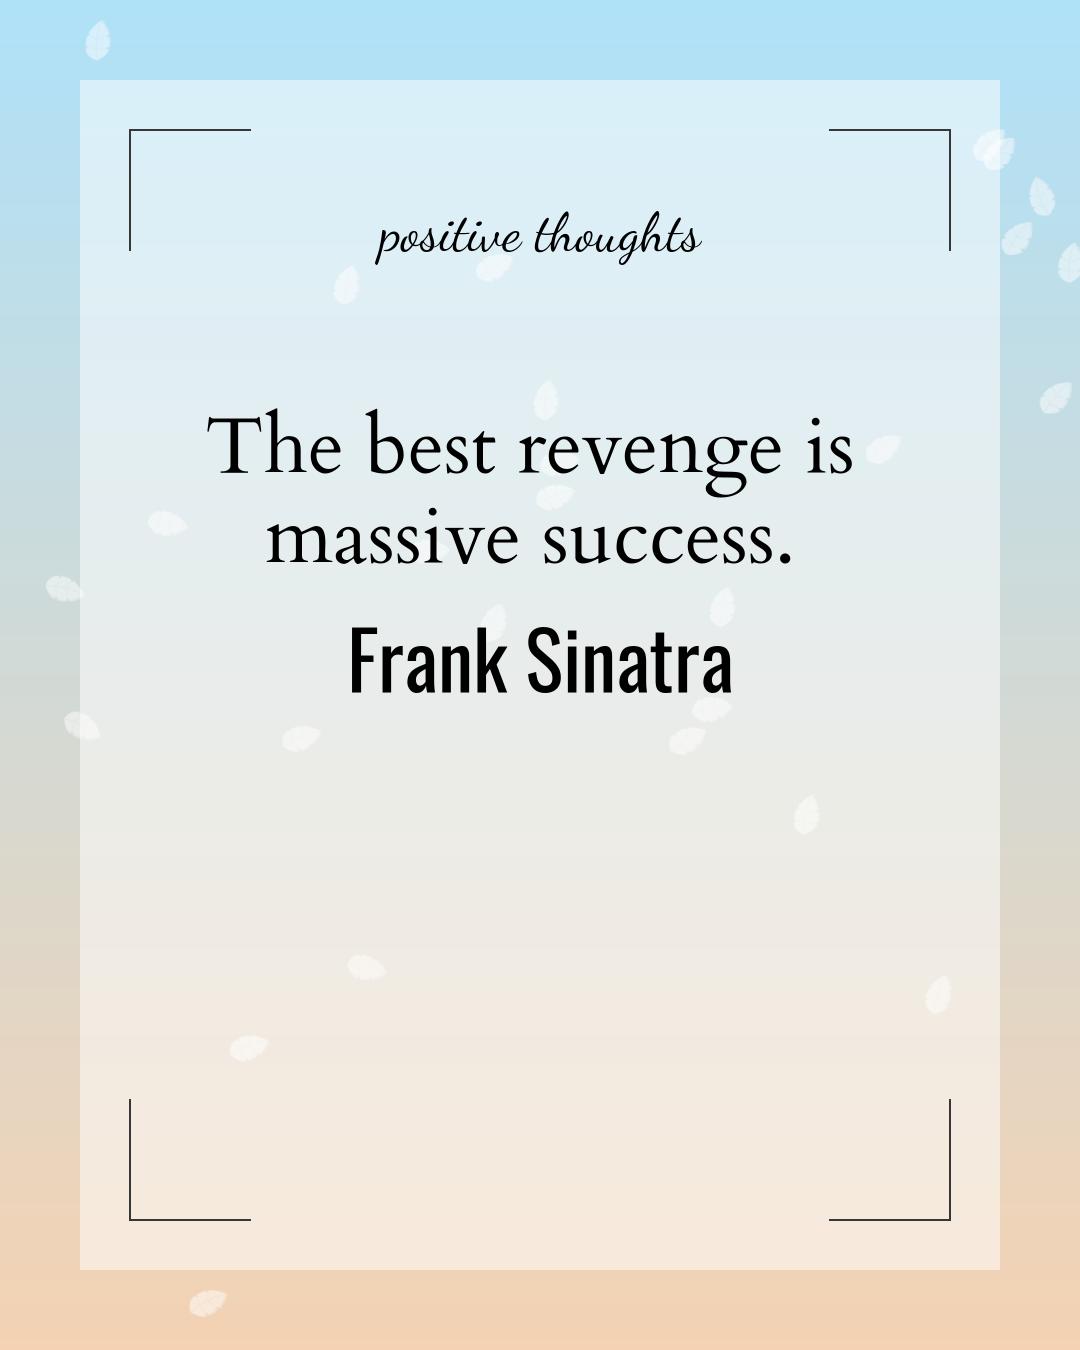 positive thoughts
The best revenge is
massive success.
Frank Sinatra